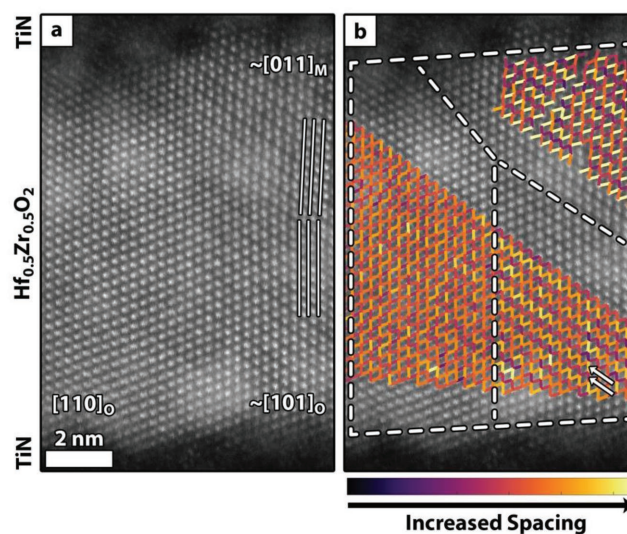 TiN
Hf0.5Zr0.5O2
TiN
a
~[011]M
[110]O
~[101]O
2 nm
b
Increased Spacing